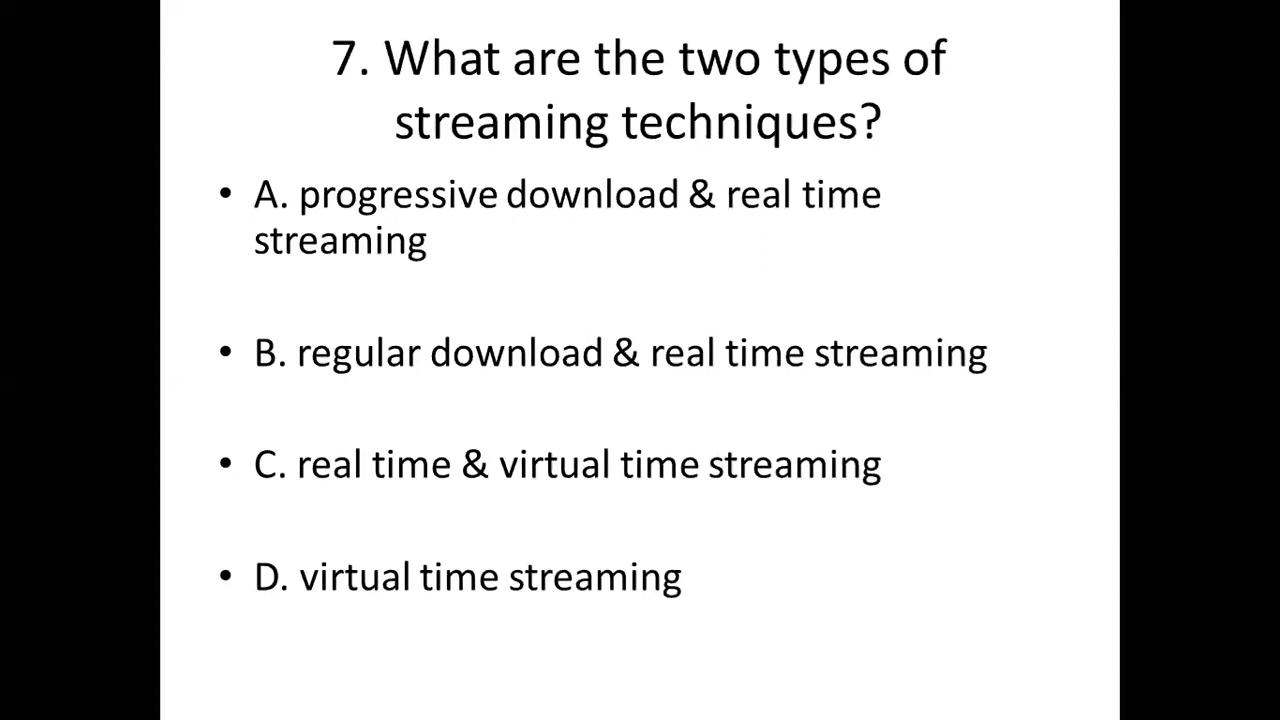 7. What are the two types of
streaming techniques?
• A. progressive download & real time
streaming
• B. regular download & real time streaming
• C. real time & virtual time streaming
• D. virtual time streaming